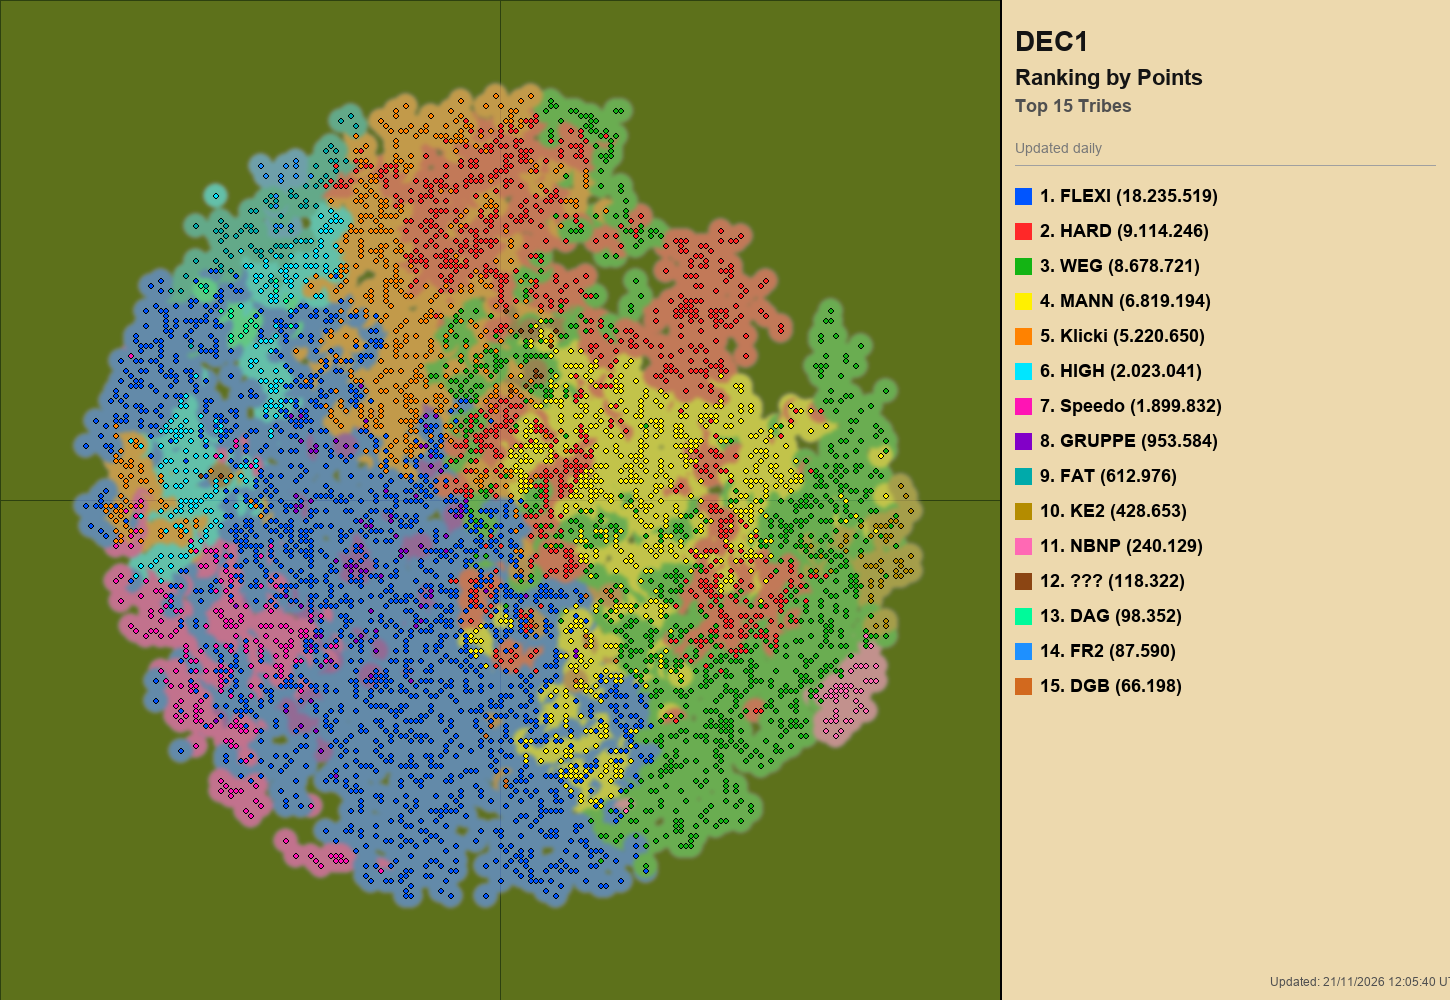 DEC1
Ranking by Points
Top 15 Tribes
Updated daily
1. FLEXI (18.235.519)
2. HARD (9.114.246)
3. WEG (8.678.721)
4. MANN (6.819.194)
5. Klicki (5.220.650)
6. HIGH (2.023.041)
7. Speedo (1.899.832)
8. GRUPPE (953.584)
9. FAT (612.976)
10. KE2 (428.653)
11. NBNP (240.129)
12. ??? (118.322)
13. DAG (98.352)
14. FR2 (87.590)
15. DGB (66.198)
Updated: 21/11/2026 12:05:40 U